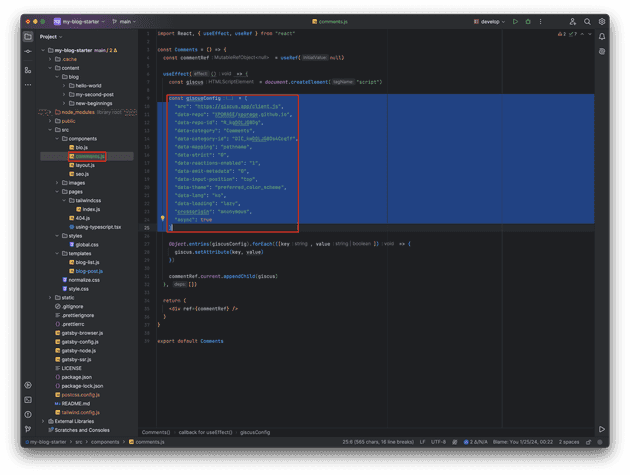 my-blog-starter
main
comments.js
develop
Project
my-blog-starter main / 2 Δ
.cache
content
blog
hello-world
my-second-post
new-beginnings
node_modules library root
public
src
components
bio.js
comments.js
layout.js
seo.js
images
pages
tailwindcss
index.js
404.js
using-typescript.tsx
styles
global.css
templates
blog-list.js
blog-post.js
normalize.css
style.css
static
.gitignore
.prettierignore
.prettierrc
gatsby-browser.js
gatsby-config.js
gatsby-node.js
gatsby-ssr.js
LICENSE
package.json
package-lock.json
postcss.config.js
README.md
tailwind.config.js
External Libraries
Scratches and Consoles
import React, { useEffect, useRef } from "react"
const Comments = () => {
const commentRef : MutableRefObject<null> = useRef( initialValue: null)
useEffect( effect: () : void => {
const giscus : HTMLScriptElement = document.createElement( tagName: "script")
const giscusConfig : {…} = {
"src": "https://giscus.app/client.js",
"data-repo":
"data-repo-id":
"data-category": "Comments",
"data-category-id":
"data-mapping": "pathname",
"data-strict": "0",
"data-reactions-enabled": "1",
"data-emit-metadata": "0",
"data-input-position": "top",
"data-theme": "preferred_color_scheme",
"data-lang": "ko",
"data-loading": "lazy",
"crossorigin": "anonymous",
"async": true
}
Object.entries(giscusConfig).forEach(([key : string , value : string | boolean ]) : void => {
giscus.setAttribute(key, value)
})
commentRef.current.appendChild(giscus)
}, deps: [])
return (
<div ref={commentRef} />
)
}
export default Comments
Comments() callback for useEffect() giscusConfig
my-blog-starter src components comments.js
25:6 (565 chars, 16 line breaks) LF UTF-8 2 Δ/N/A Blame: You 1/25/24, 00:22 2 spaces